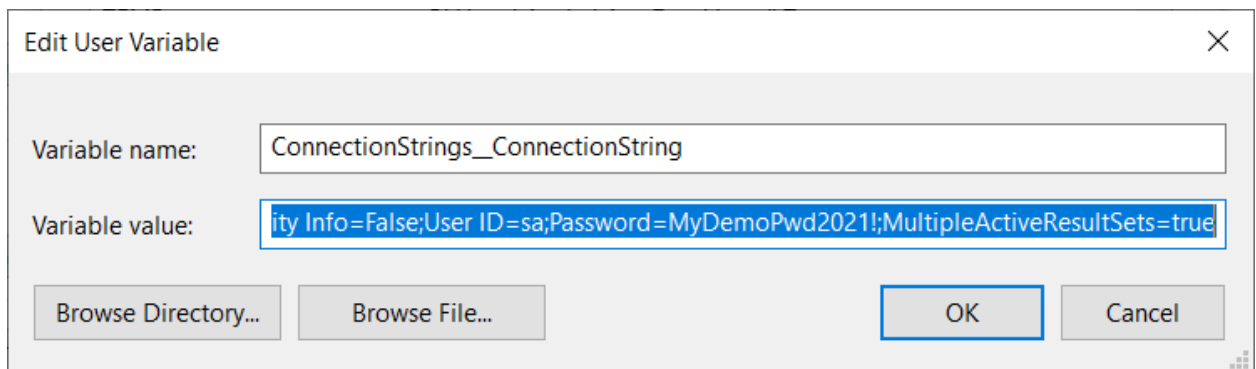 Edit User Variable
Variable name: ConnectionStrings__ConnectionString
Variable value: ity Info=False;User ID=sa;Password=MyDemoPwd2021!;MultipleActiveResultSets=true
Browse Directory... Browse File... OK Cancel